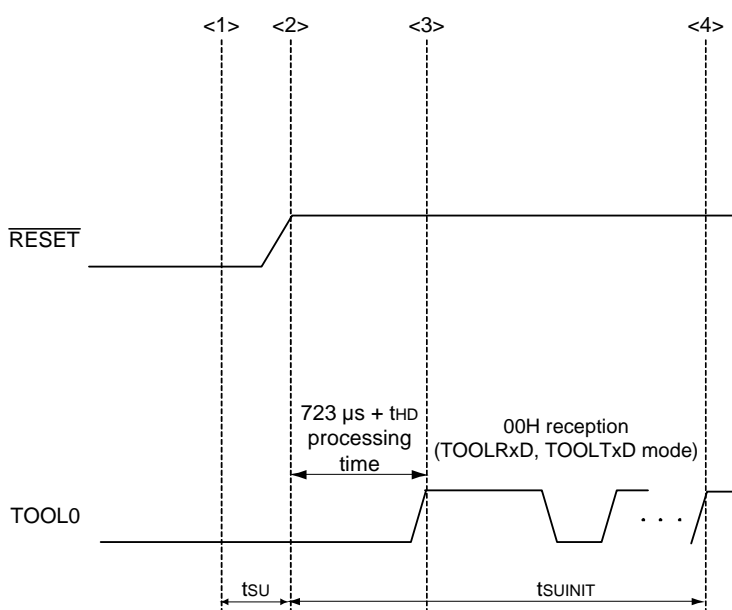 <1> <2> <3> <4>
RESET
723 µs + tHD
processing
time
00H reception
(TOOLRxD, TOOLTxD mode)
TOOL0
. . .
tSU tSUINIT